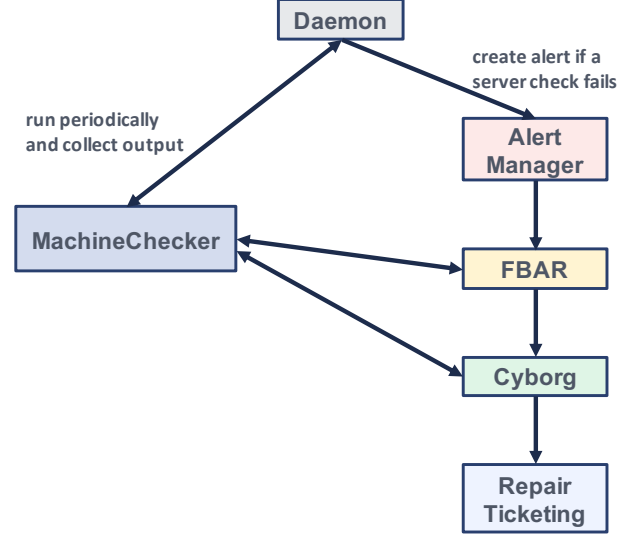 Daemon
create alert if a
server check fails
run periodically
and collect output
Alert
Manager
MachineChecker
FBAR
Cyborg
Repair
Ticketing